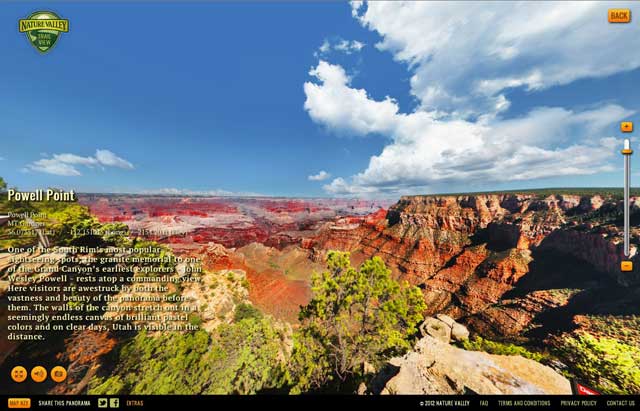 NATURE VALLEY
TRAIL
VIEW
BACK
Powell Point
Powell Point
One of the South Rim's most popular
sightseeing spots, the granite memorial to one
of the Grand Canyon's earliest explorers – John
Wesley Powell – rests atop a commanding view.
Here visitors are awestruck by both the
vastness and beauty of the panorama before
them. The walls of the canyon stretch out in a
seemingly endless canvas of brilliant pastel
colors and on clear days, Utah is visible in the
distance.
MAP KEY SHARE THIS PANORAMA EXTRAS © 2012 NATURE VALLEY FAQ TERMS AND CONDITIONS PRIVACY POLICY CONTACT US